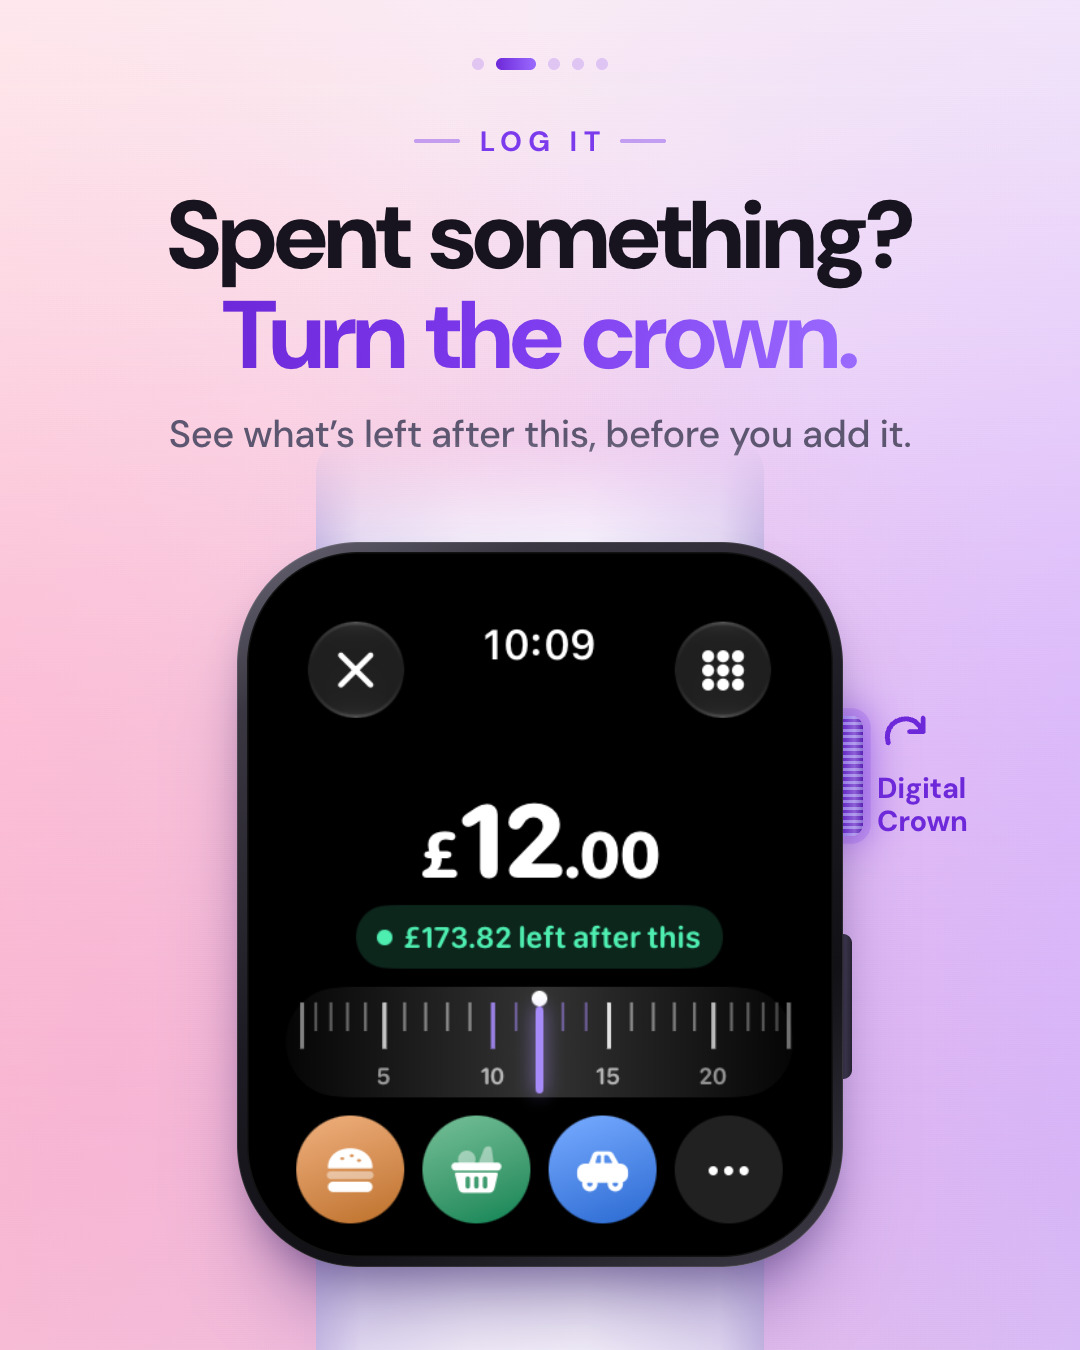 LOG IT
Spent something?
Turn the crown.
See what’s left after this, before you add it.
10:09
Digital
Crown
£12.00
£173.82 left after this
5 10 15 20